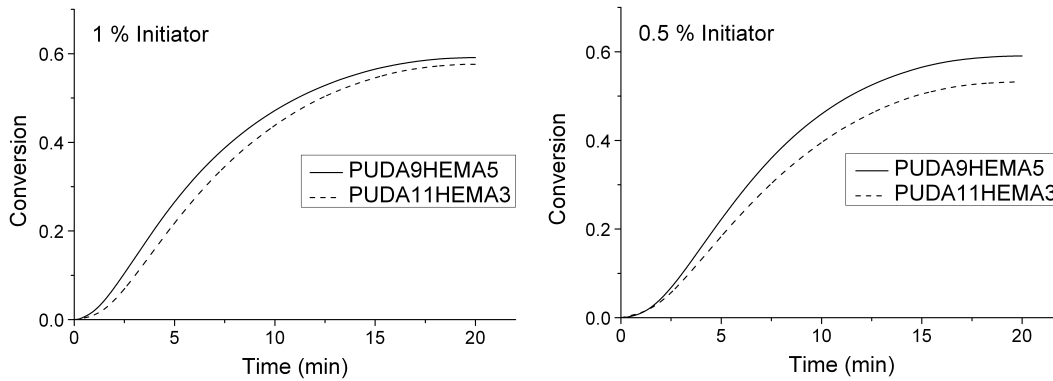 1 % Initiator
0.6
0.4
0.2
0.0
Conversion
PUDA9HEMA5
PUDA11HEMA3
0 5 10 15 20
Time (min)
0.5 % Initiator
0.6
0.4
0.2
0.0
Conversion
PUDA9HEMA5
PUDA11HEMA3
0 5 10 15 20
Time (min)